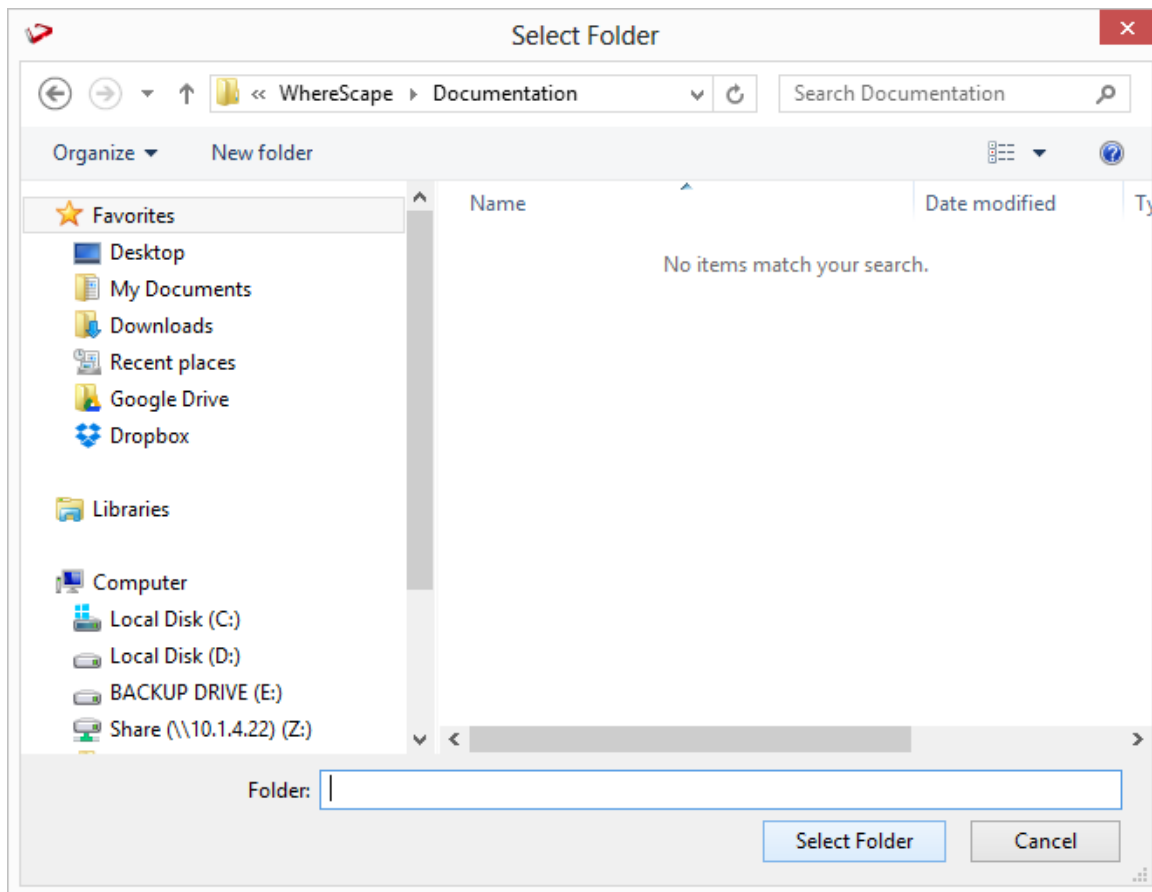 Select Folder
« WhereScape Documentation
Search Documentation
Organize
New folder
Name
Date modified
Ty
No items match your search.
Favorites
Desktop
My Documents
Downloads
Recent places
Google Drive
Dropbox
Libraries
Computer
Local Disk (C:)
Local Disk (D:)
BACKUP DRIVE (E:)
Share (\\10.1.4.22) (Z:)
Folder:
Select Folder
Cancel